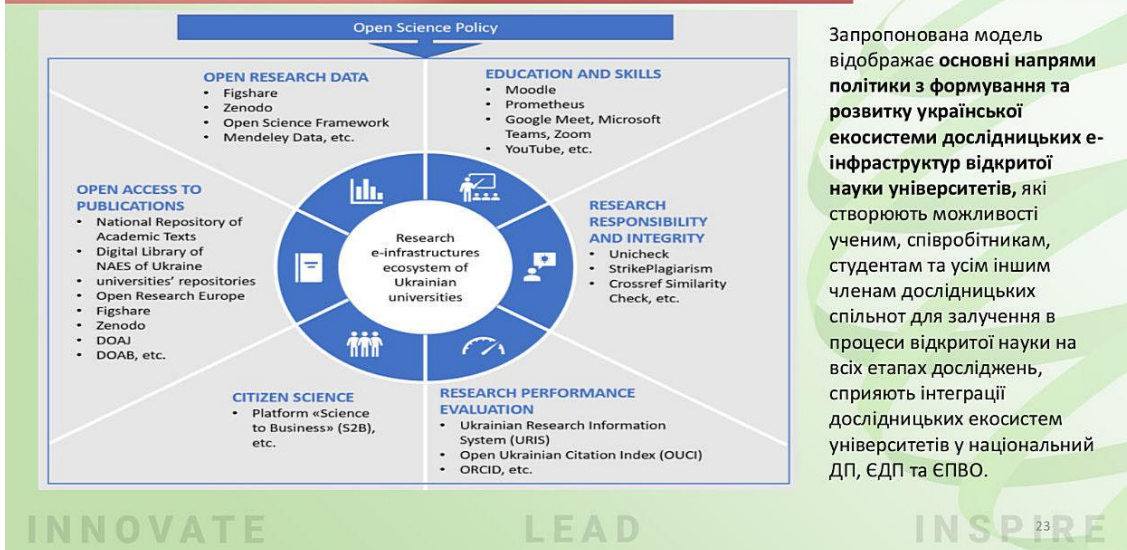 Open Science Policy
OPEN RESEARCH DATA
• Figshare
• Zenodo
• Open Science Framework
• Mendeley Data, etc.
EDUCATION AND SKILLS
• Moodle
• Prometheus
• Google Meet, Microsoft
Teams, Zoom
• YouTube, etc.
OPEN ACCESS TO
PUBLICATIONS
• National Repository of
Academic Texts
• Digital Library of
NAES of Ukraine
• universities' repositories
• Open Research Europe
• Figshare
• Zenodo
• DOAJ
• DOAB, etc.
Research
e-infrastructures
ecosystem of
Ukrainian
universities
RESEARCH
RESPONSIBILITY
AND INTEGRITY
• Unicheck
• StrikePlagiarism
• Crossref Similarity
Check, etc.
CITIZEN SCIENCE
• Platform «Science
to Business» (S2B),
etc.
RESEARCH PERFORMANCE
EVALUATION
• Ukrainian Research Information
System (URIS)
• Open Ukrainian Citation Index (OUCI)
• ORCID, etc.
Запропонована модель
відображає основні напрями
політики з формування та
розвитку української
екосистеми дослідницьких е-
інфраструктур відкритої
науки університетів, які
створюють можливості
ученим, співробітникам,
студентам та усім іншим
членам дослідницьких
спільнот для залучення в
процеси відкритої науки на
всіх етапах досліджень,
сприяють інтеграції
дослідницьких екосистем
університетів у національний
ДП, ЄДП та ЄПВО.
INNOVATE LEAD INSPIRE
23